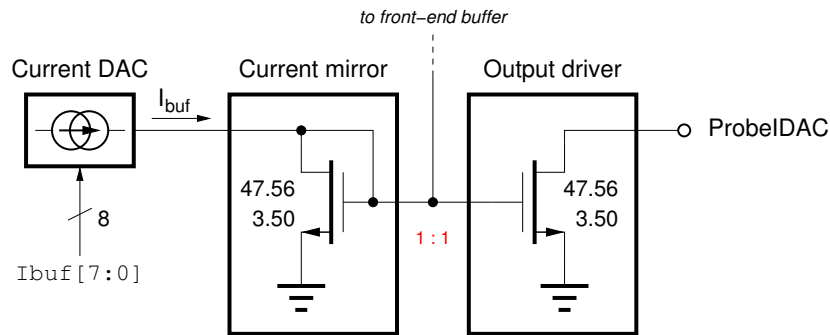 to front−end buffer
Current DAC
Current mirror
Output driver
Ibuf
ProbeIDAC
47.56
3.50
47.56
3.50
8
1 : 1
Ibuf[7:0]